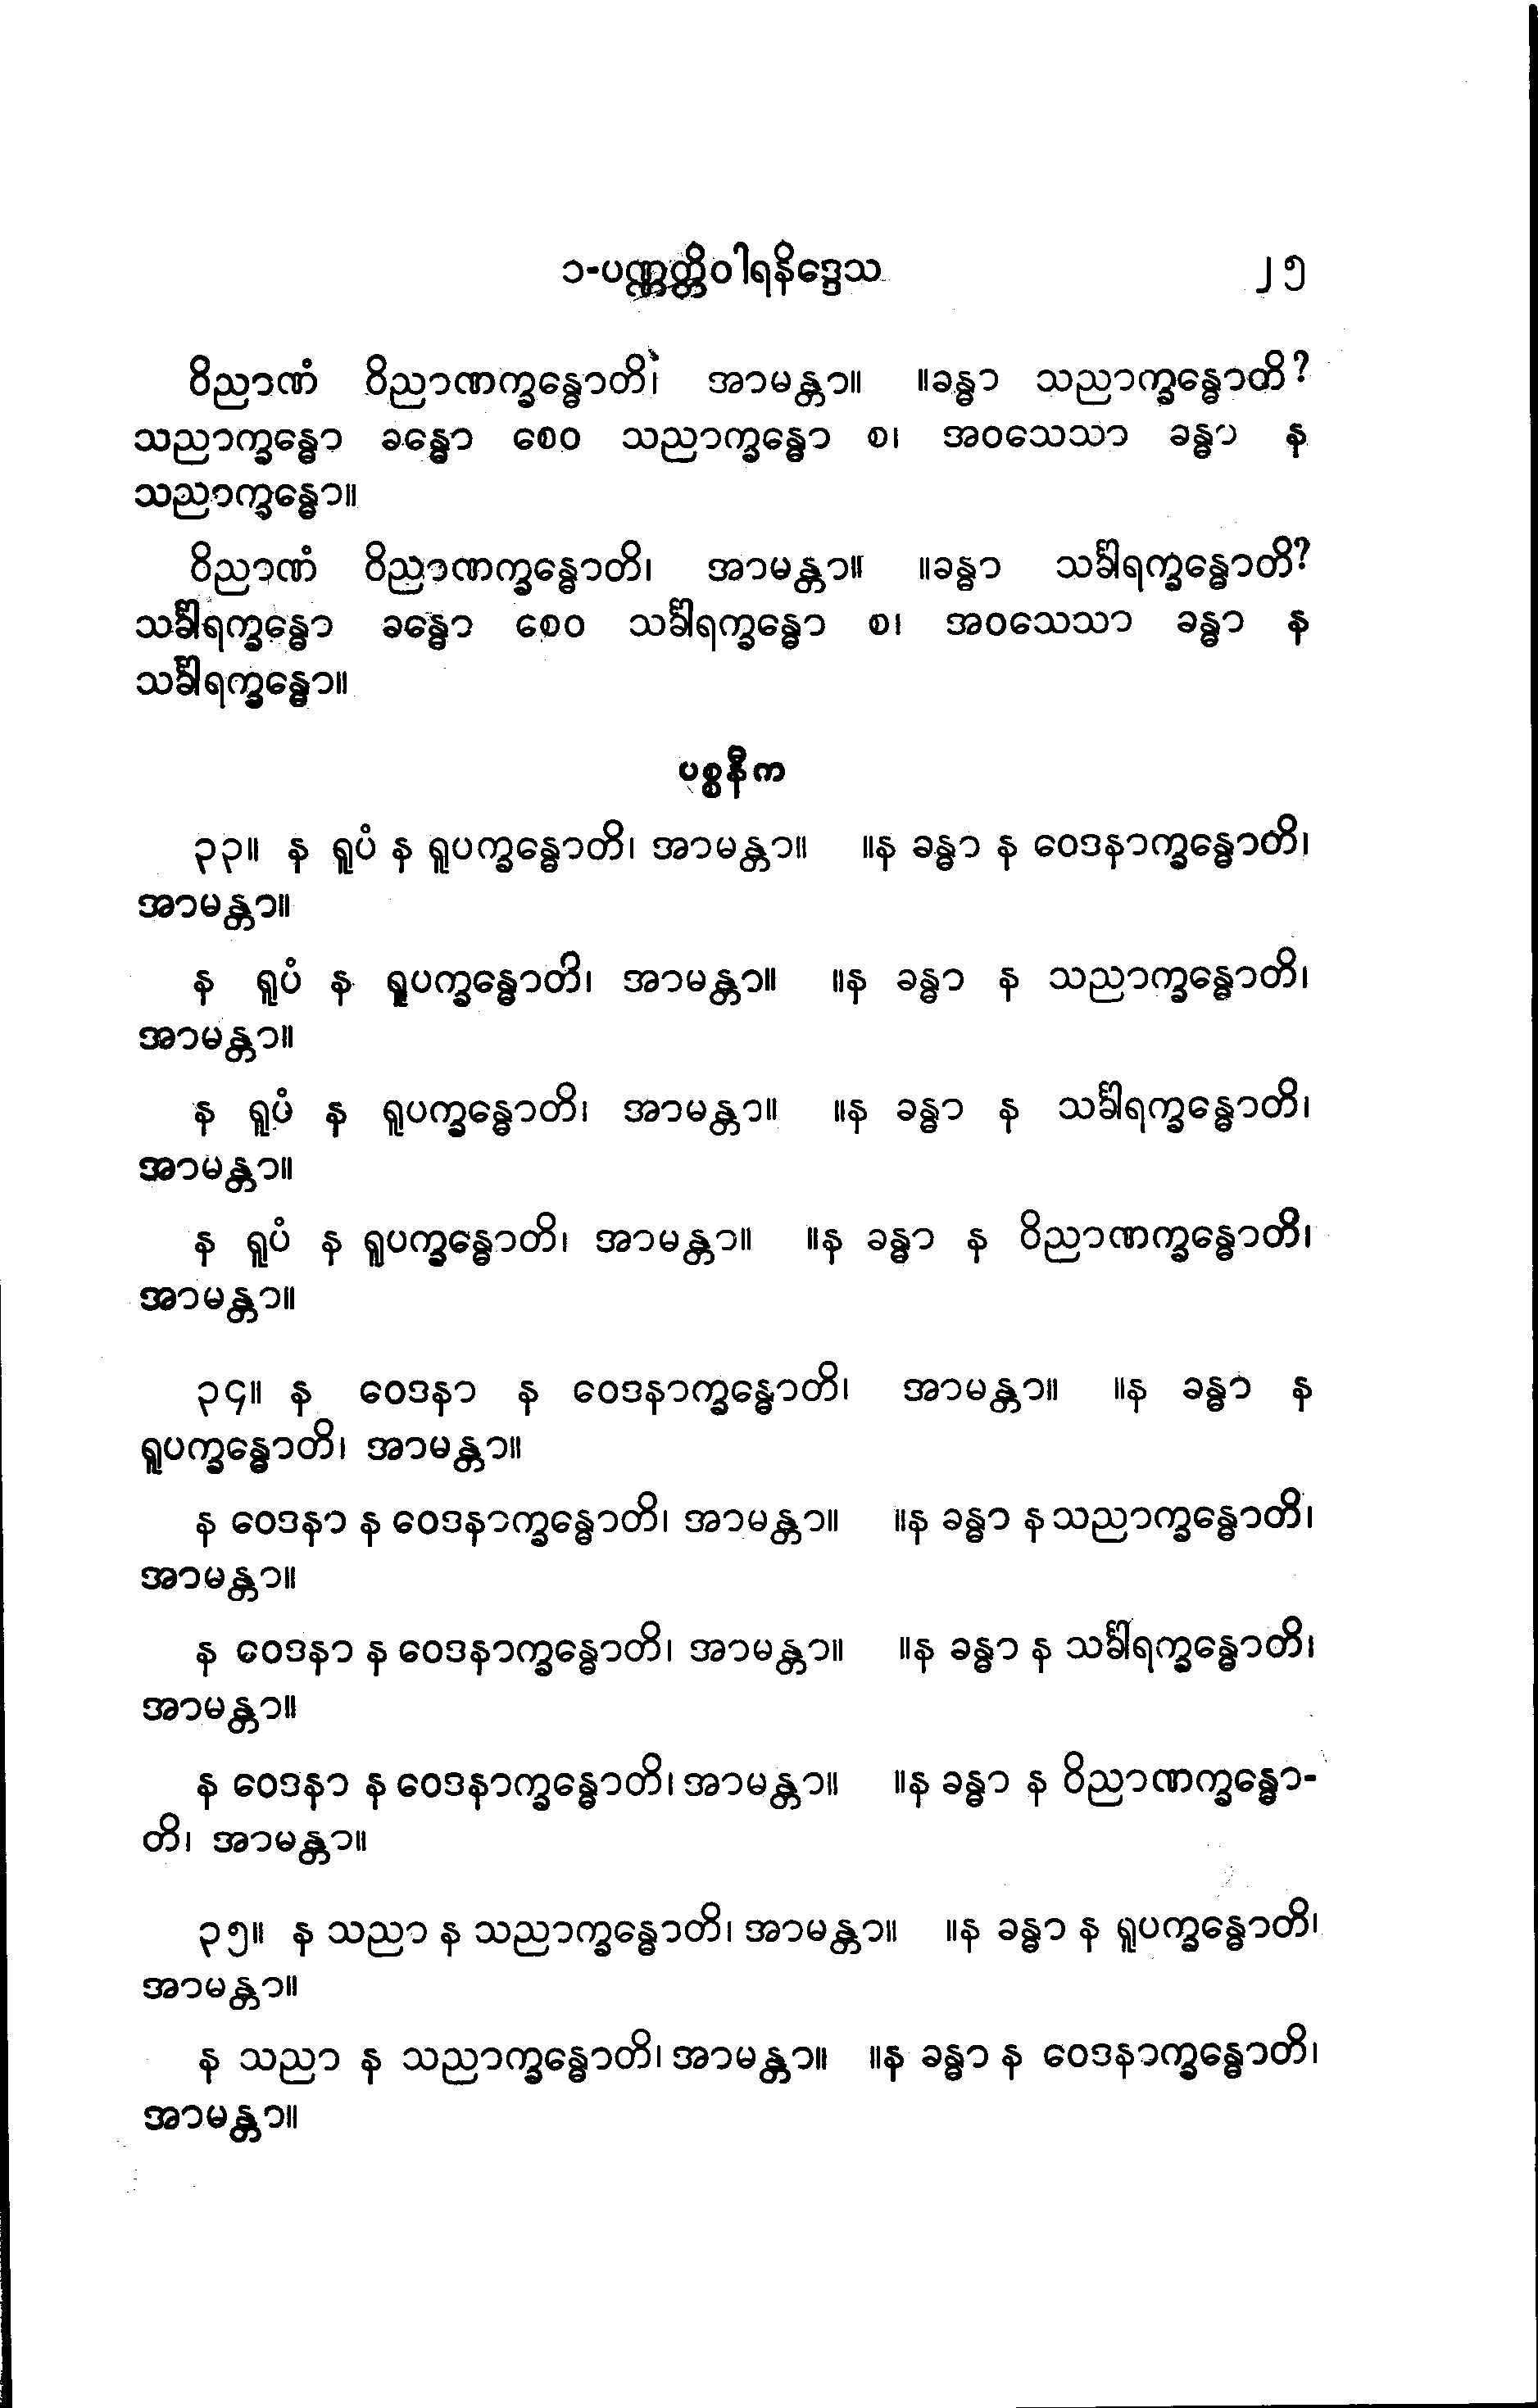 ၁-ပဏ္ဏတ္တိဝါရနိဒ္ဒေသ ၂၅
ဝိညာဏံ ဝိညာဏက္ခန္ဓောတိ၊ အာမန္တာ။ ။ခန္ဓာ သညာက္ခန္ဓောတိ?
သညာက္ခန္ဓော ခန္ဓော စေဝ သညာက္ခန္ဓော စ၊ အဝသေသာ ခန္ဓာ န
သညာက္ခန္ဓော။
ဝိညာဏံ ဝိညာဏက္ခန္ဓောတိ၊ အာမန္တာ။ ။ခန္ဓာ သင်္ခါရက္ခန္ဓောတိ?
သင်္ခါရက္ခန္ဓော ခန္ဓော စေဝ သင်္ခါရက္ခန္ဓော စ၊ အဝသေသာ ခန္ဓာ န
သင်္ခါရက္ခန္ဓော။
ပစ္စနီက
၃၃။ န ရူပံ န ရူပက္ခန္ဓောတိ၊ အာမန္တာ။ ။န ခန္ဓာ န ဝေဒနာက္ခန္ဓောတိ၊
အာမန္တာ။
န ရူပံ န ရူပက္ခန္ဓောတိ၊ အာမန္တာ။ ။န ခန္ဓာ န သညာက္ခန္ဓောတိ၊
အာမန္တာ။
န ရူပံ န ရူပက္ခန္ဓောတိ၊ အာမန္တာ။ ။န ခန္ဓာ န သင်္ခါရက္ခန္ဓောတိ၊
အာမန္တာ။
န ရူပံ န ရူပက္ခန္ဓောတိ၊ အာမန္တာ။ ။န ခန္ဓာ န ဝိညာဏက္ခန္ဓောတိ၊
အာမန္တာ။
၃၄။ န ဝေဒနာ န ဝေဒနာက္ခန္ဓောတိ၊ အာမန္တာ။ ။န ခန္ဓာ န
ရူပက္ခန္ဓောတိ၊ အာမန္တာ။
န ဝေဒနာ န ဝေဒနာက္ခန္ဓောတိ၊ အာမန္တာ။ ။န ခန္ဓာ န သညာက္ခန္ဓောတိ၊
အာမန္တာ။
န ဝေဒနာ န ဝေဒနာက္ခန္ဓောတိ၊ အာမန္တာ။ ။န ခန္ဓာ န သင်္ခါရက္ခန္ဓောတိ၊
အာမန္တာ။
န ဝေဒနာ န ဝေဒနာက္ခန္ဓောတိ၊ အာမန္တာ။ ။န ခန္ဓာ န ဝိညာဏက္ခန္ဓော-
တိ၊ အာမန္တာ။
၃၅။ န သညာ န သညာက္ခန္ဓောတိ၊ အာမန္တာ။ ။န ခန္ဓာ န ရူပက္ခန္ဓောတိ၊
အာမန္တာ။
န သညာ န သညာက္ခန္ဓောတိ၊ အာမန္တာ။ ။န ခန္ဓာ န ဝေဒနာက္ခန္ဓောတိ၊
အာမန္တာ။